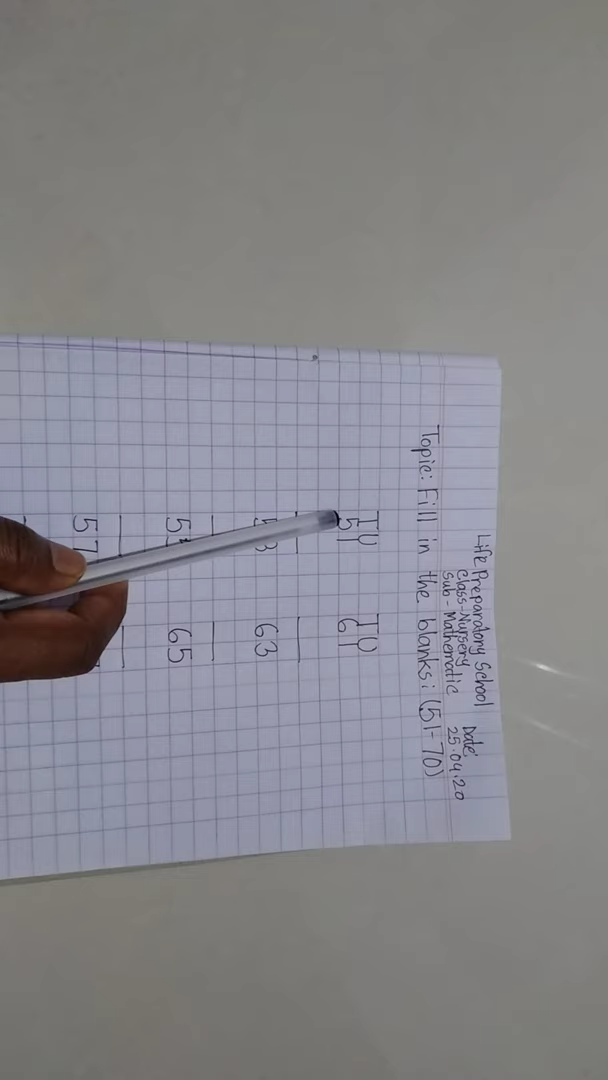 Life Preparatory School
Class-Nursery Date:
Sub-Mathematic 25.04.20
Topic: Fill in the blanks: (51-70)
TU TU
51 61
63
65
57